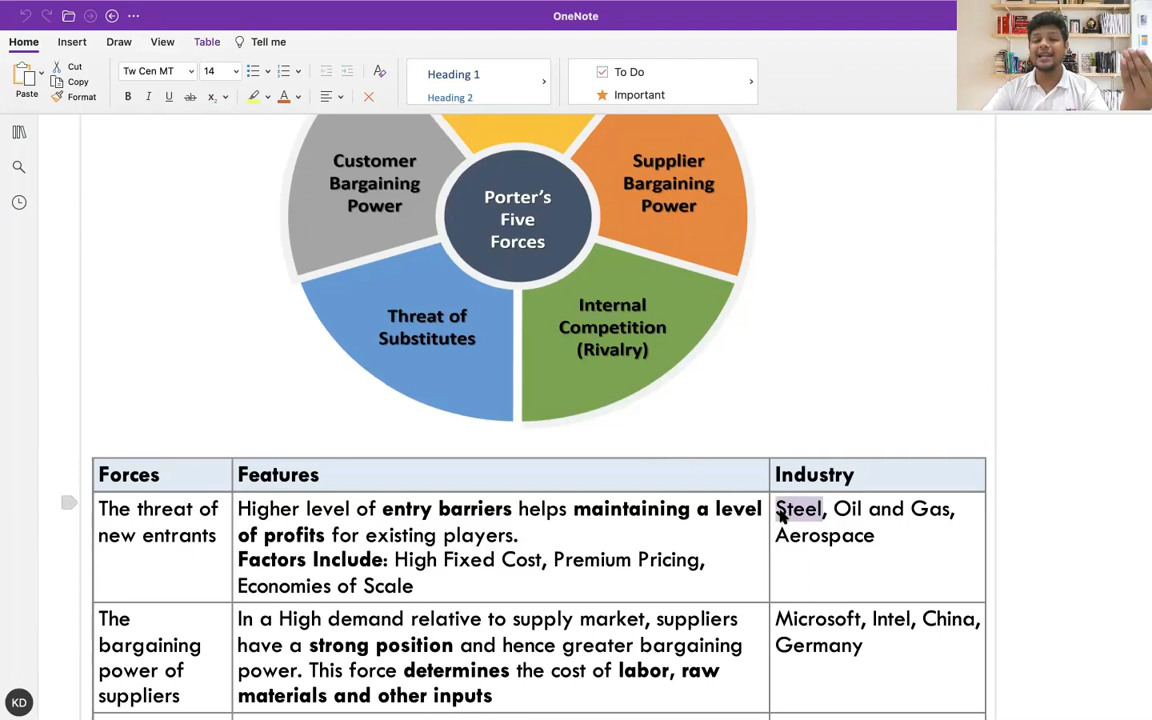 OneNote
Home Insert Draw View Table Tell me
Paste
Cut
Copy
Format
Tw Cen MT 14
B I U ab x₂ A
Heading 1
Heading 2
To Do
Important
Customer
Bargaining
Power
Supplier
Bargaining
Power
Porter's
Five
Forces
Threat of
Substitutes
Internal
Competition
(Rivalry)
Forces Features Industry
The threat of
new entrants
Higher level of entry barriers helps maintaining a level
of profits for existing players.
Factors Include: High Fixed Cost, Premium Pricing,
Economies of Scale
Steel, Oil and Gas,
Aerospace
The
bargaining
power of
suppliers
In a High demand relative to supply market, suppliers
have a strong position and hence greater bargaining
power. This force determines the cost of labor, raw
materials and other inputs
Microsoft, Intel, China,
Germany
KD